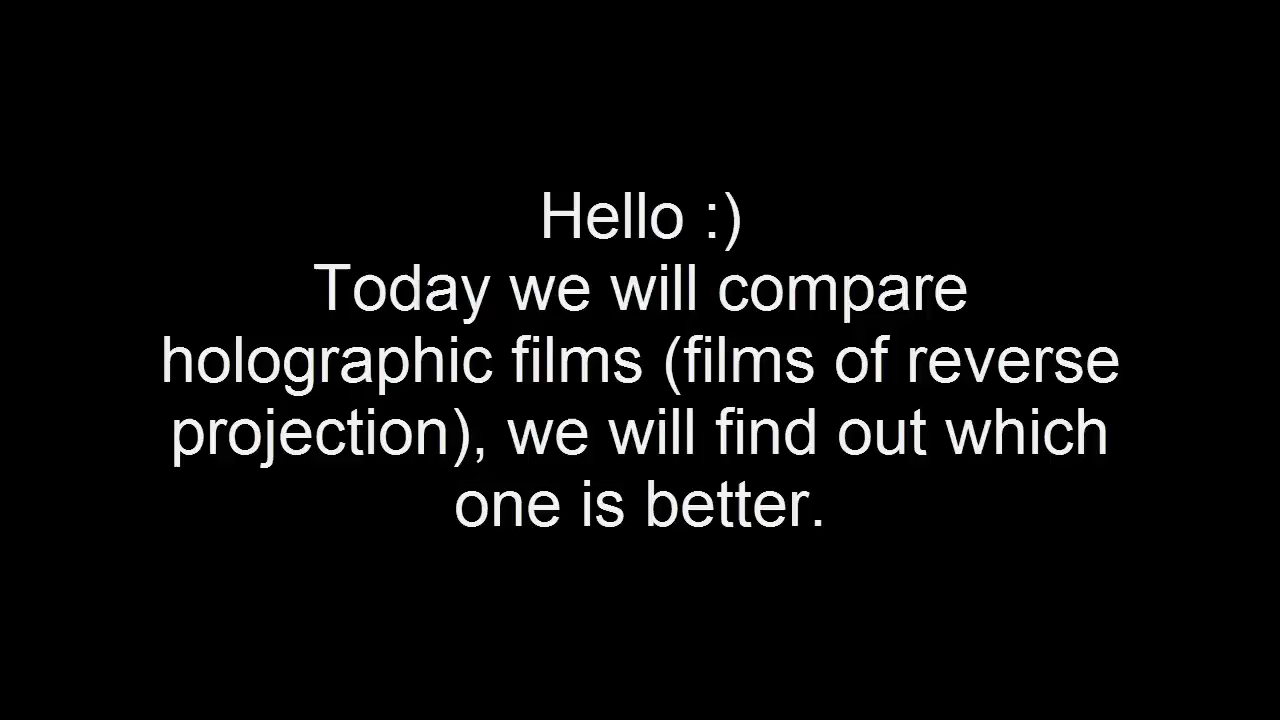 Hello :)
Today we will compare
holographic films (films of reverse
projection), we will find out which
one is better.